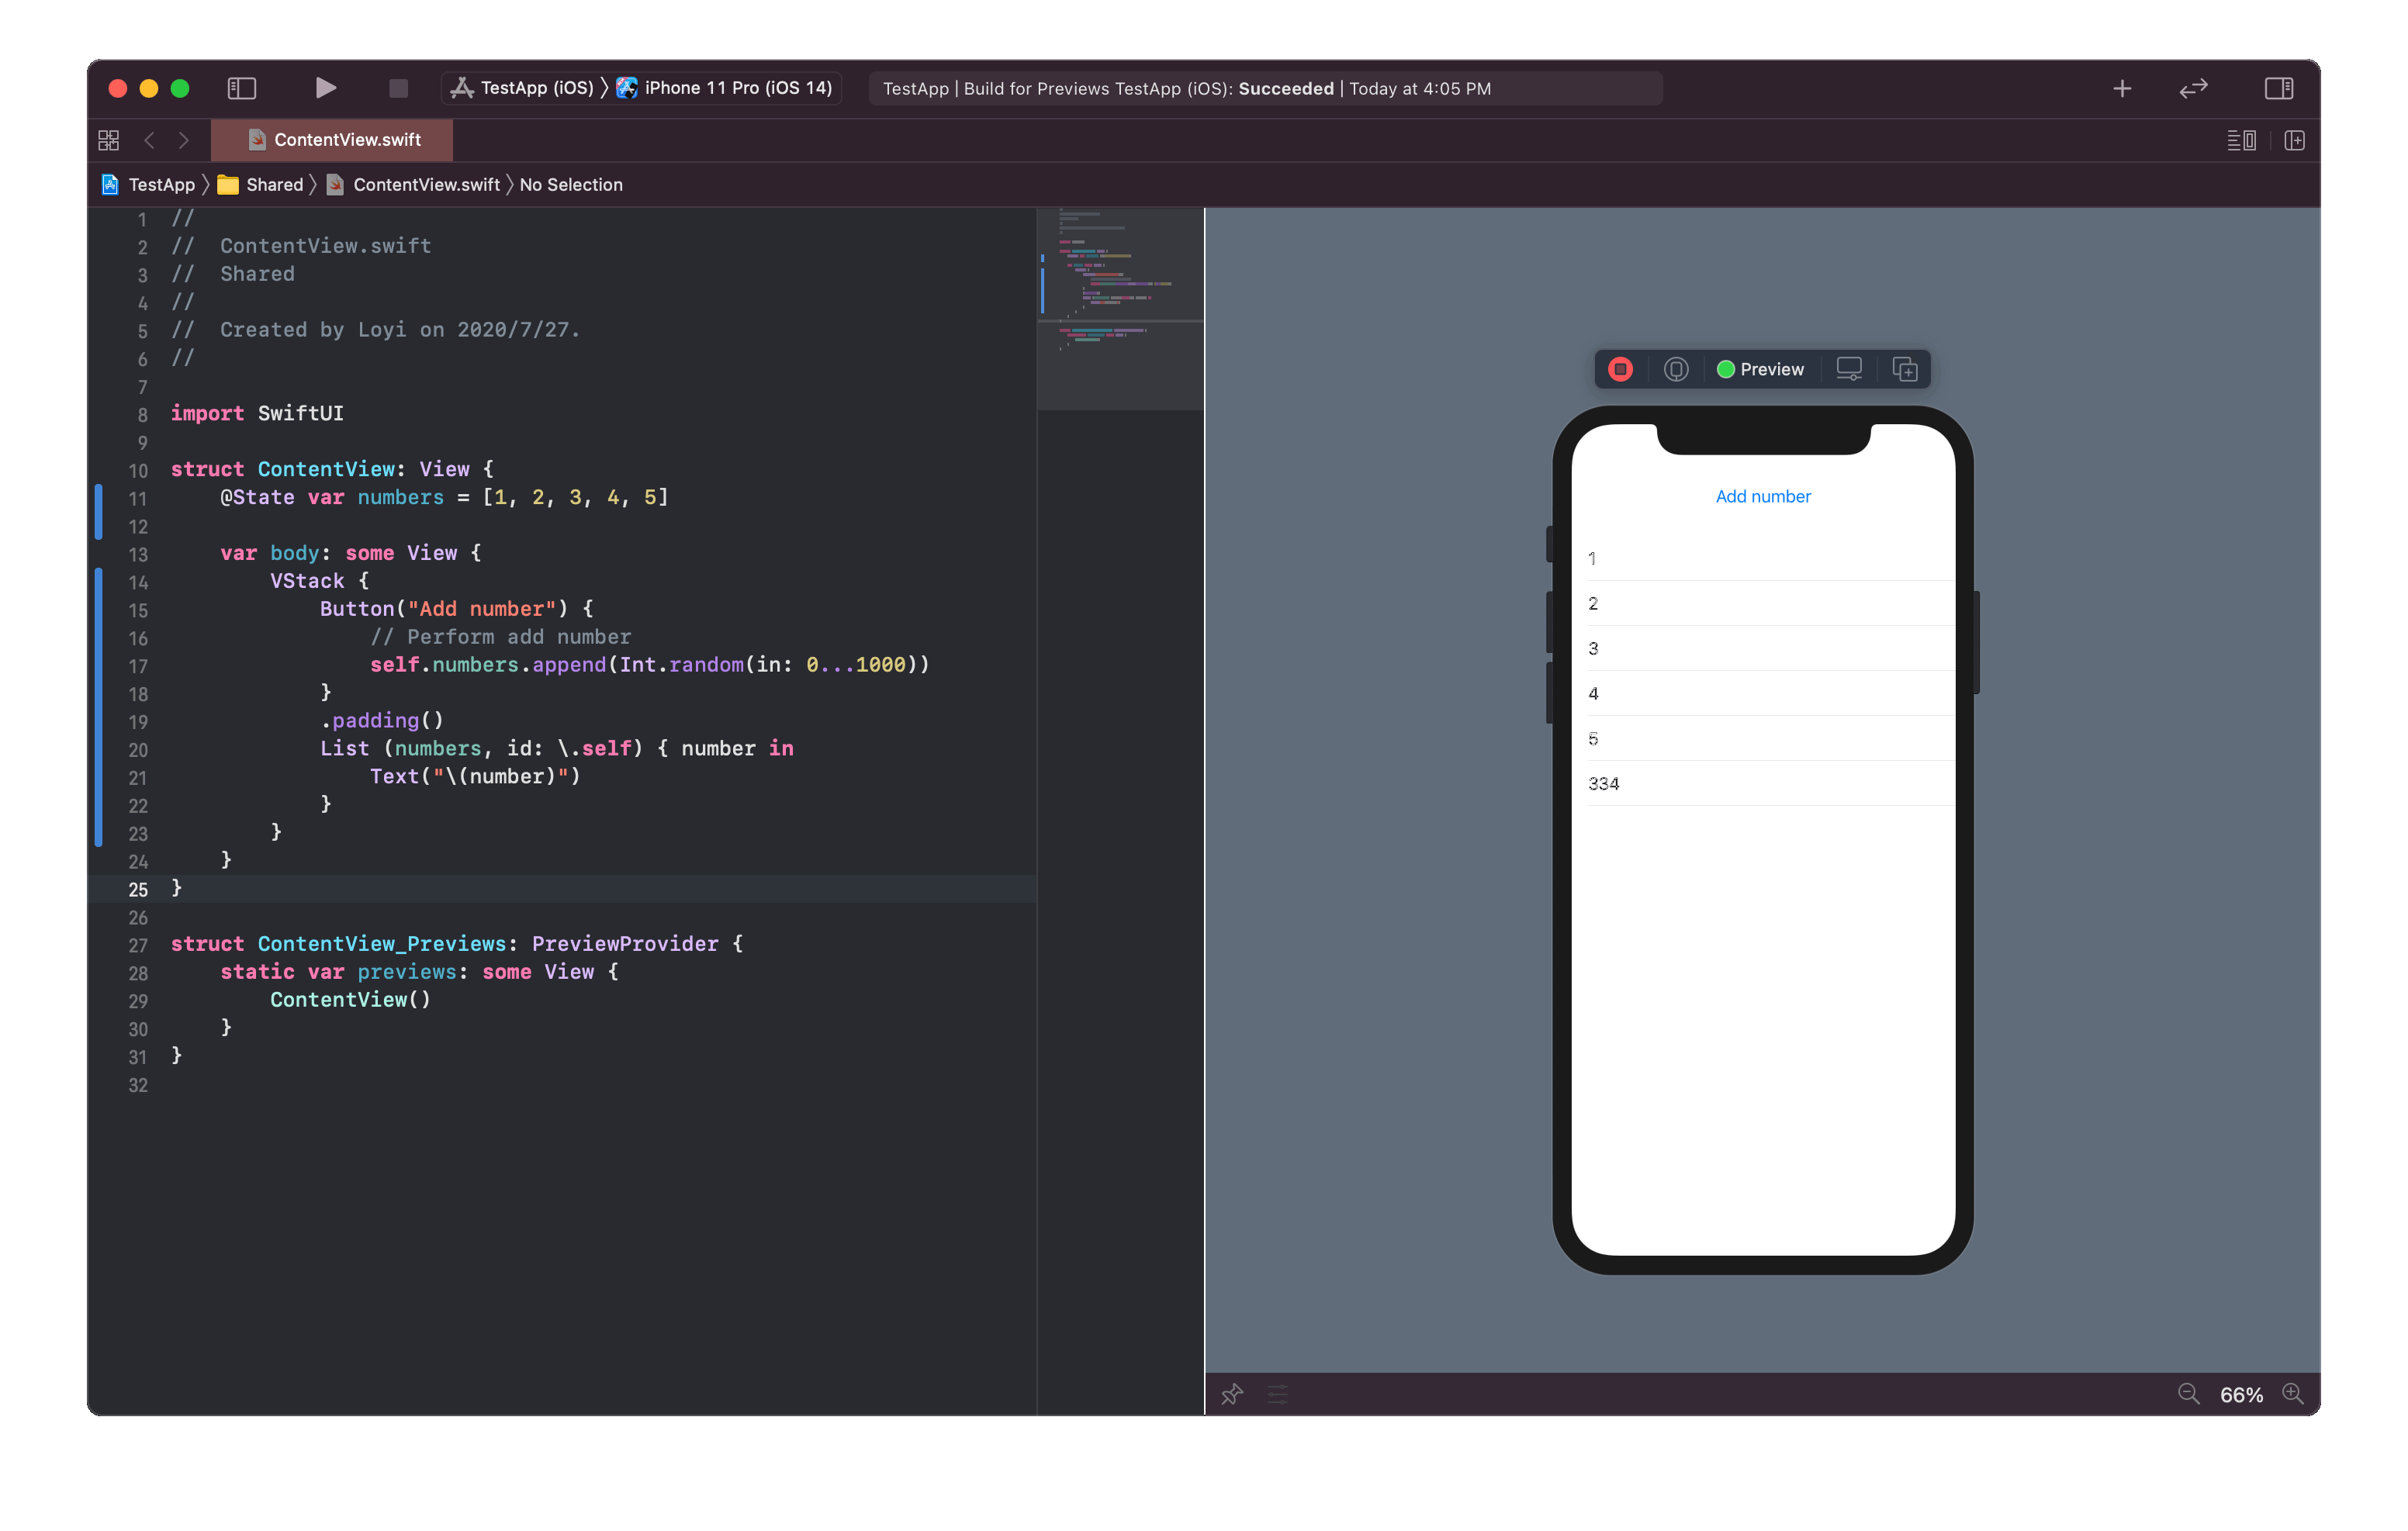 TestApp (iOS) 〉 iPhone 11 Pro (iOS 14)
TestApp | Build for Previews TestApp (iOS): Succeeded | Today at 4:05 PM
ContentView.swift
TestApp 〉 Shared 〉 ContentView.swift 〉 No Selection
1 //
2 //  ContentView.swift
3 //  Shared
4 //
5 //  Created by Loyi on 2020/7/27.
6 //
7
8 import SwiftUI
9
10 struct ContentView: View {
11     @State var numbers = [1, 2, 3, 4, 5]
12
13     var body: some View {
14         VStack {
15             Button("Add number") {
16                 // Perform add number
17                 self.numbers.append(Int.random(in: 0...1000))
18             }
19             .padding()
20             List (numbers, id: \.self) { number in
21                 Text("\(number)")
22             }
23         }
24     }
25 }
26
27 struct ContentView_Previews: PreviewProvider {
28     static var previews: some View {
29         ContentView()
30     }
31 }
32
Preview
Add number
1
2
3
4
5
334
66%